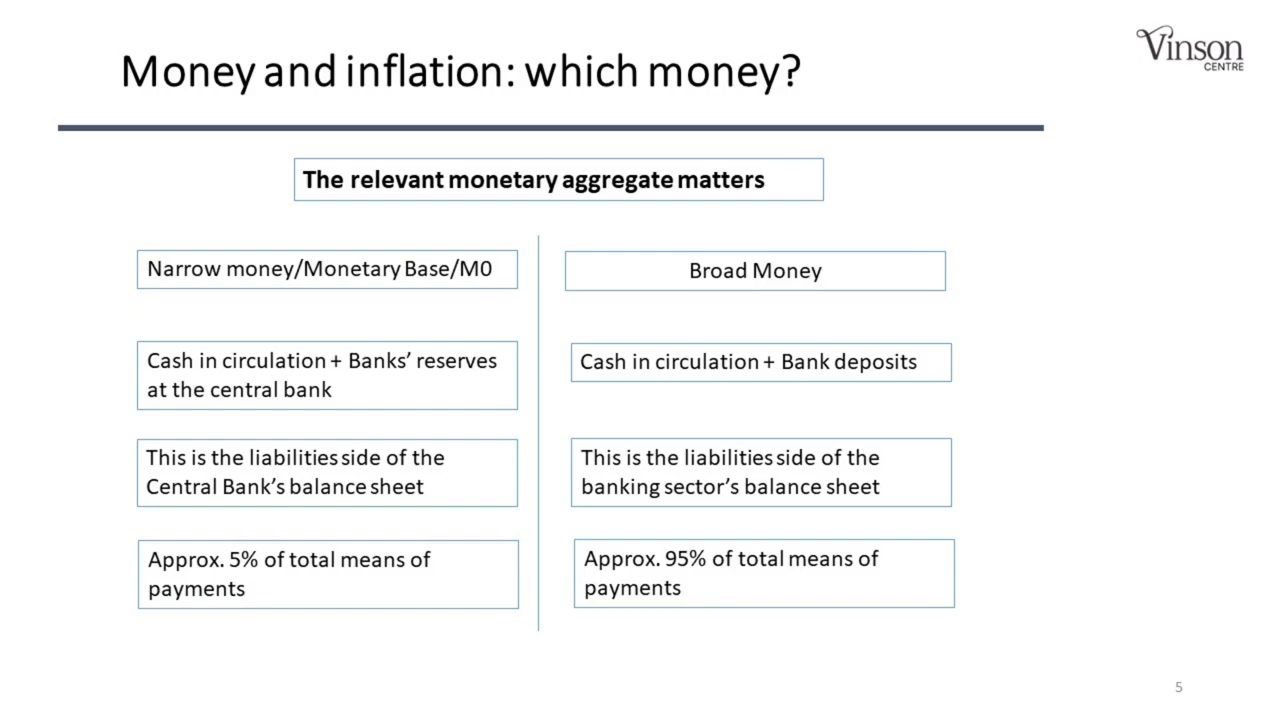 Vinson
CENTRE
Money and inflation: which money?
The relevant monetary aggregate matters
Narrow money/Monetary Base/M0
Cash in circulation + Banks’ reserves
at the central bank
This is the liabilities side of the
Central Bank’s balance sheet
Approx. 5% of total means of
payments
Broad Money
Cash in circulation + Bank deposits
This is the liabilities side of the
banking sector’s balance sheet
Approx. 95% of total means of
payments
5